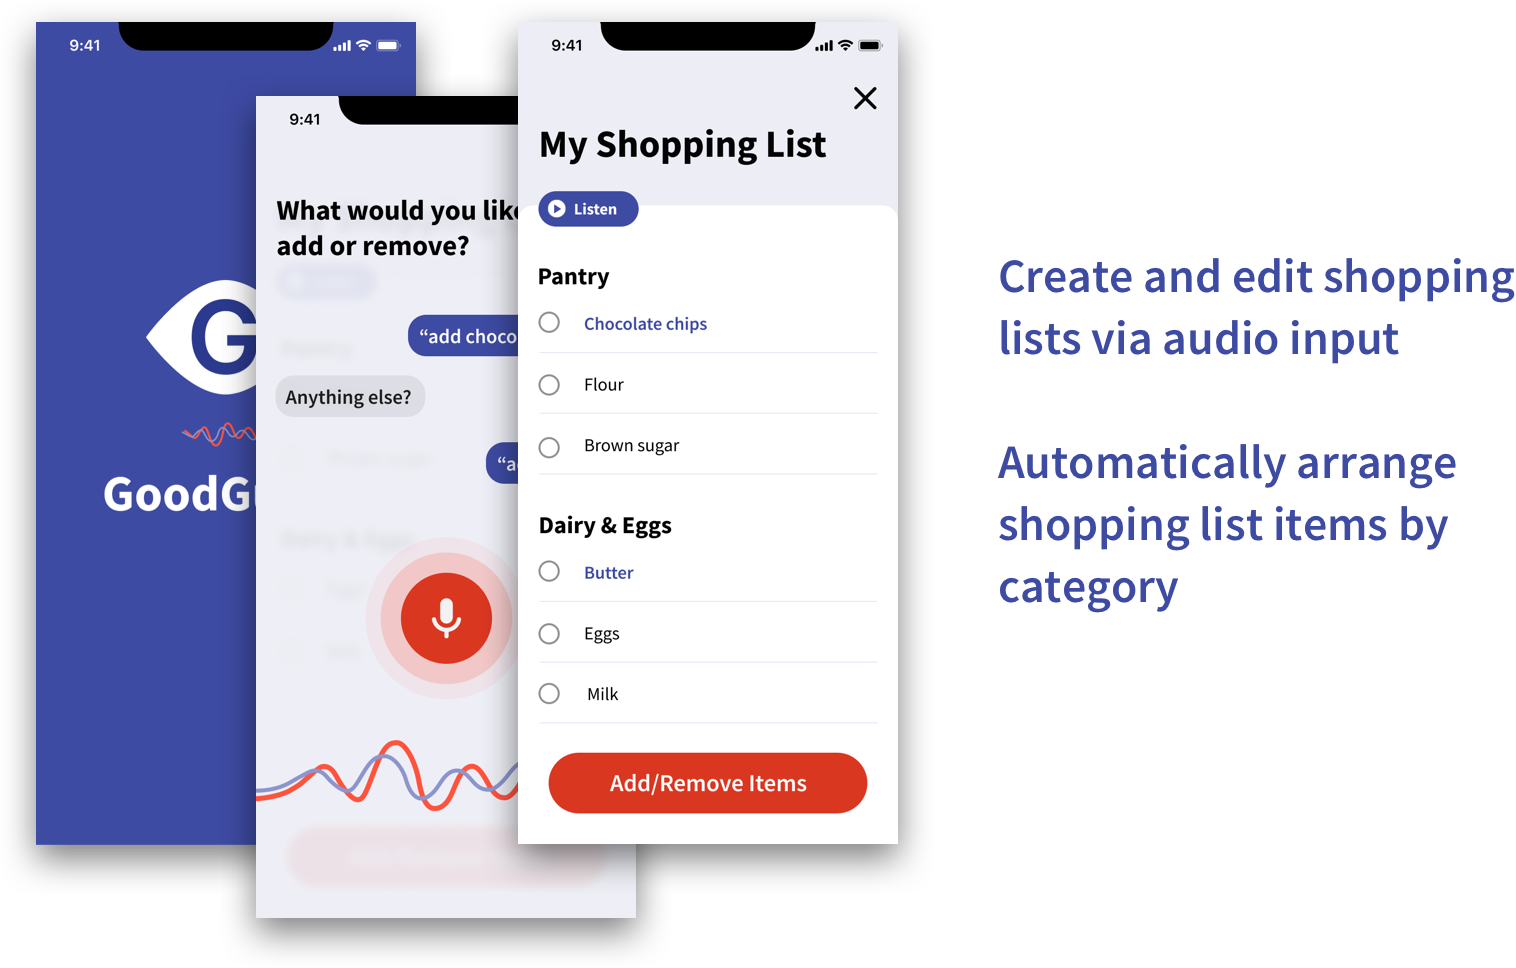 9:41
G
GoodG
9:41
What would you like
add or remove?
“add choco
Anything else?
“a
9:41
My Shopping List
Listen
Pantry
Chocolate chips
Flour
Brown sugar
Dairy & Eggs
Butter
Eggs
Milk
Add/Remove Items
Create and edit shopping
lists via audio input
Automatically arrange
shopping list items by
category